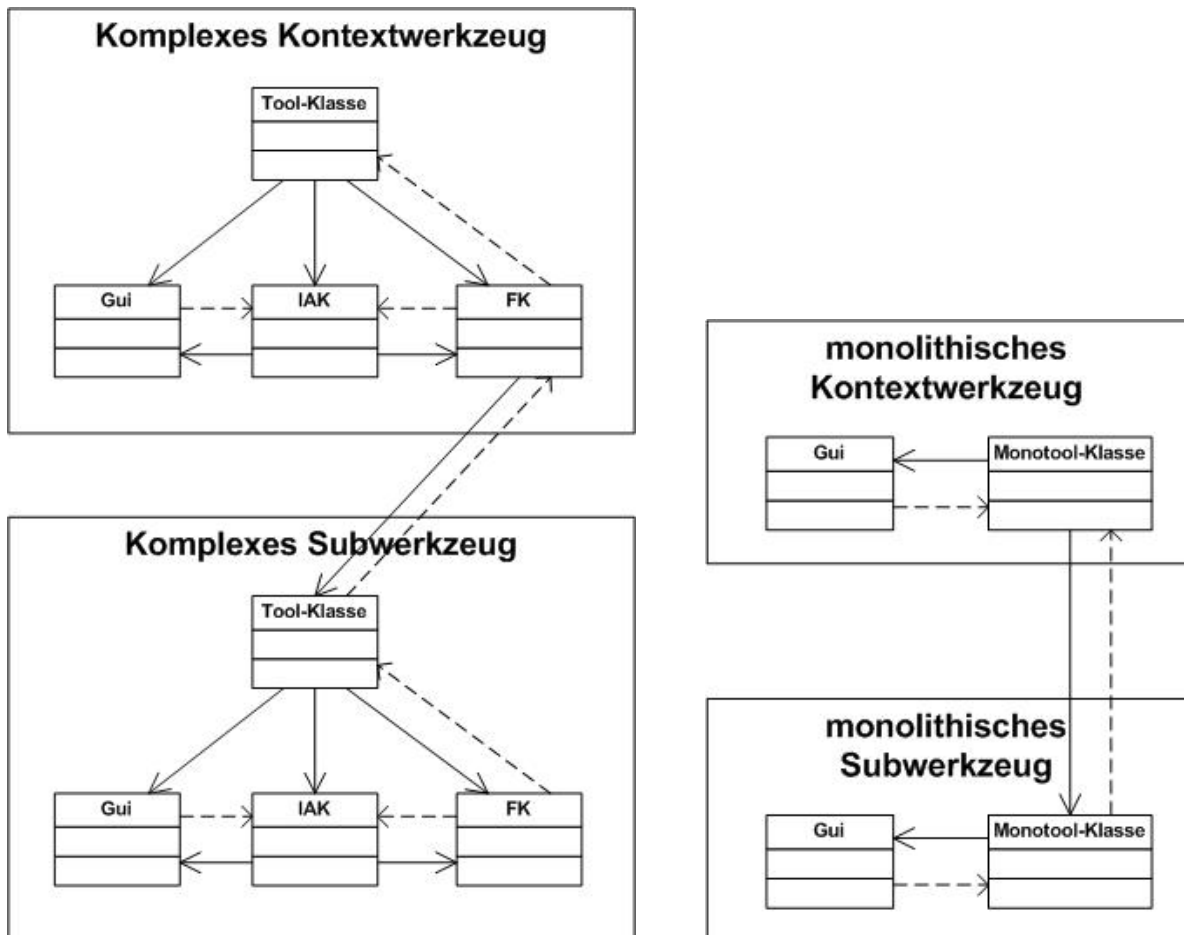 Komplexes Kontextwerkzeug
Tool-Klasse
Gui
IAK
FK
Komplexes Subwerkzeug
Tool-Klasse
Gui
IAK
FK
monolithisches
Kontextwerkzeug
Gui
Monotool-Klasse
monolithisches
Subwerkzeug
Gui
Monotool-Klasse